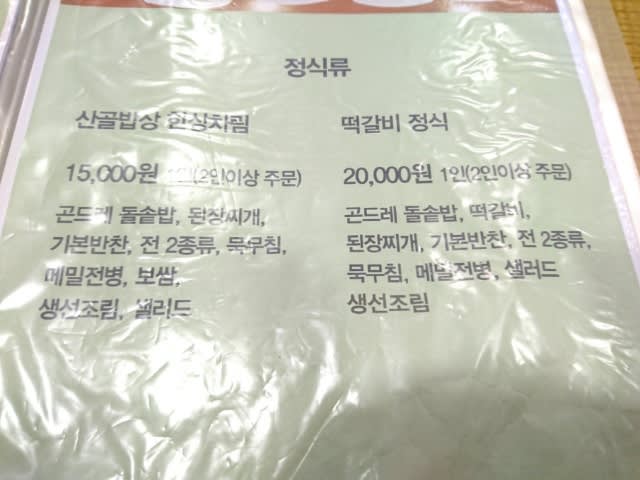 정식류
산골밥상 한상차림
15,000원 1인(2인이상 주문)
곤드레 돌솥밥, 된장찌개,
기본반찬, 전 2종류, 묵무침,
메밀전병, 보쌈,
생선조림, 샐러드
떡갈비 정식
20,000원 1인(2인이상 주문)
곤드레 돌솥밥, 떡갈비,
된장찌개, 기본반찬, 전 2종류,
묵무침, 메밀전병, 샐러드
생선조림